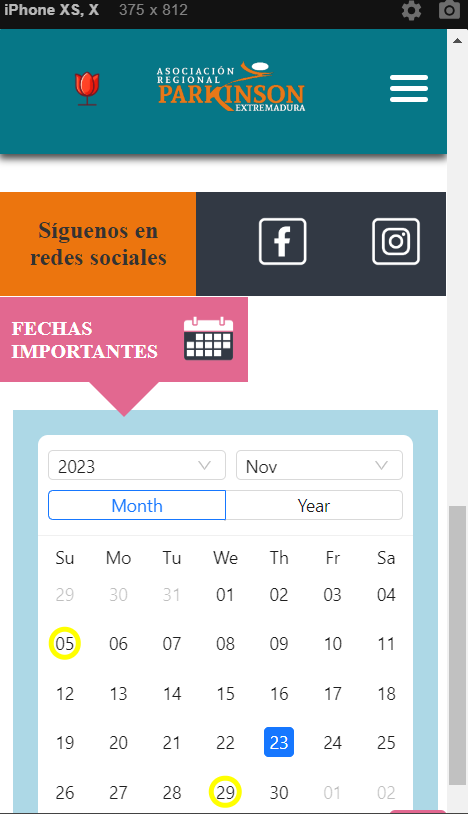 iPhone XS, X 375 x 812
ASOCIACIÓN
REGIONAL
PARKINSON
EXTREMADURA
Síguenos en
redes sociales
FECHAS
IMPORTANTES
2023 Nov
Month Year
Su Mo Tu We Th Fr Sa
29 30 31 01 02 03 04
05 06 07 08 09 10 11
12 13 14 15 16 17 18
19 20 21 22 23 24 25
26 27 28 29 30 01 02